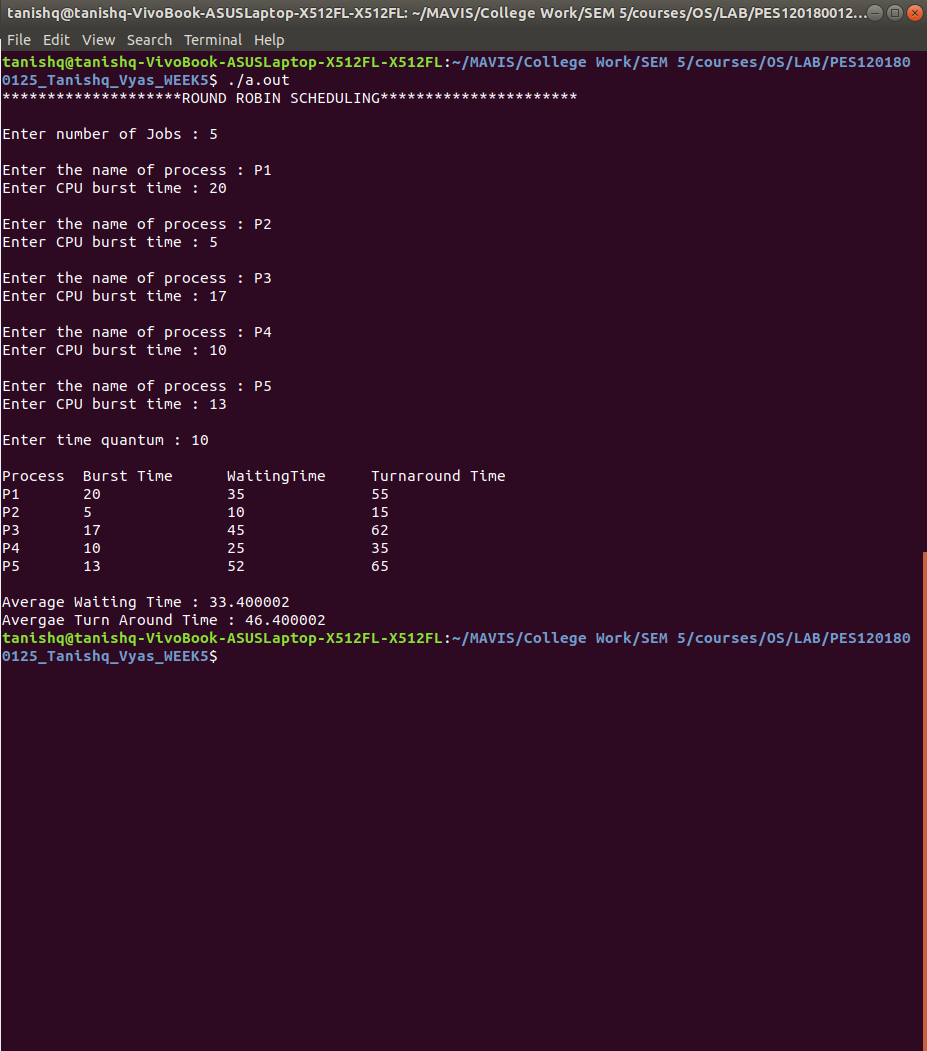 tanishq@tanishq-VivoBook-ASUSLaptop-X512FL-X512FL: ~/MAVIS/College Work/SEM 5/courses/OS/LAB/PES120180012...
File Edit View Search Terminal Help
tanishq@tanishq-VivoBook-ASUSLaptop-X512FL-X512FL:~/MAVIS/College Work/SEM 5/courses/OS/LAB/PES120180
0125_Tanishq_Vyas_WEEK5$ ./a.out
********************ROUND ROBIN SCHEDULING**********************
Enter number of Jobs : 5
Enter the name of process : P1
Enter CPU burst time : 20
Enter the name of process : P2
Enter CPU burst time : 5
Enter the name of process : P3
Enter CPU burst time : 17
Enter the name of process : P4
Enter CPU burst time : 10
Enter the name of process : P5
Enter CPU burst time : 13
Enter time quantum : 10
Process Burst Time WaitingTime Turnaround Time
P1 20 35 55
P2 5 10 15
P3 17 45 62
P4 10 25 35
P5 13 52 65
Average Waiting Time : 33.400002
Avergae Turn Around Time : 46.400002
tanishq@tanishq-VivoBook-ASUSLaptop-X512FL-X512FL:~/MAVIS/College Work/SEM 5/courses/OS/LAB/PES120180
0125_Tanishq_Vyas_WEEK5$